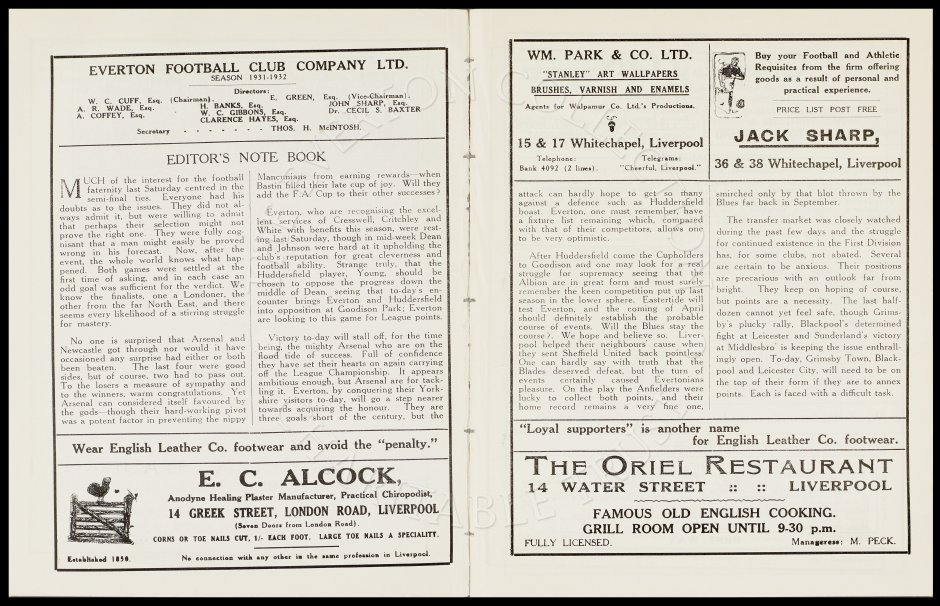 EVERTON FOOTBALL CLUB COMPANY LTD.
SEASON 1931-1932
Directors:
W. C. CUFF, Esq. (Chairman). E. GREEN, Esq. (Vice-Chairman).
A. R. WADE, Esq. H. BANKS, Esq. JOHN SHARP, Esq.
A. COFFEY, Esq. W. C. GIBBONS, Esq. Dr. CECIL S. BAXTER
CLARENCE HAYES, Esq.
Secretary - - - - - - - THOS. H. McINTOSH.
EDITOR'S NOTE BOOK
MUCH of the interest for the football
fraternity last Saturday centred in the
semi-final ties. Everyone had his
doubts as to the issues. They did not al-
ways admit it, but were willing to admit
that perhaps their selection might not
prove the right one. They were fully cog-
nisant that a man might easily be proved
wrong in his forecast. Now, after the
event, the whole world knows what hap-
pened. Both games were settled at the
first time of asking, and in each case an
odd goal was sufficient for the verdict. We
know the finalists, one a Londoner, the
other from the far North East, and there
seems every likelihood of a stirring struggle
for mastery.
No one is surprised that Arsenal and
Newcastle got through nor would it have
occasioned any surprise had either or both
been beaten. The last four were good
sides, but of course, two had to pass out.
To the losers a measure of sympathy and
to the winners, warm congratulations. Yet
Arsenal can considered itself favoured by
the gods—though their hard-working pivot
was a potent factor in preventing the nippy
Mancunians from earning rewards—when
Bastin filled their late cup of joy. Will they
add the F.A. Cup to their other successes?
Everton, who are recognising the excel-
lent services of Cresswell, Critchley and
White with benefits this season, were rest-
ing last Saturday, though in mid-week Dean
and Johnson were hard at it upholding the
club's reputation for great cleverness and
football ability. Strange truly, that the
Huddersfield player, Young, should be
chosen to oppose the progress down the
middle of Dean, seeing that to-day's en-
counter brings Everton and Huddersfield
into opposition at Goodison Park; Everton
are looking to this game for League points.
Victory to-day will stall off, for the time
being, the mighty Arsenal who are on the
flood tide of success. Full of confidence
they have set their hearts on again carrying
off the League Championship. It appears
ambitious enough, but Arsenal are for tack-
ling it. Everton, by conquering their York-
shire visitors to-day, will go a step nearer
towards acquiring the honour. They are
three goals short of the century, but the
Wear English Leather Co. footwear and avoid the "penalty."
E. C. ALCOCK,
Anodyne Healing Plaster Manufacturer, Practical Chiropodist,
14 GREEK STREET, LONDON ROAD, LIVERPOOL
(Seven Doors from London Road).
CORNS OR TOE NAILS CUT, 1/- EACH FOOT. LARGE TOE NAILS A SPECIALITY.
Established 1850. No connection with any other in the same profession in Liverpool.
WM. PARK & CO. LTD.
"STANLEY" ART WALLPAPERS
BRUSHES, VARNISH AND ENAMELS
Agents for Walpamur Co. Ltd.'s Productions.
15 & 17 Whitechapel, Liverpool
Telephone: Telegrams:
Bank 4092 (2 lines). "Cheerful, Liverpool."
Buy your Football and Athletic
Requisites from the firm offering
goods as a result of personal and
practical experience.
PRICE LIST POST FREE
JACK SHARP,
36 & 38 Whitechapel, Liverpool
attack can hardly hope to get so many
against a defence such as Huddersfield
boast. Everton, one must remember, have
a fixture list remaining which, compared
with that of their competitors, allows one
to be very optimistic.
After Huddersfield come the Cupholders
to Goodison and one may look for a real
struggle for supremacy seeing that the
Albion are in great form and must surely
remember the keen competition put up last
season in the lower sphere. Eastertide will
test Everton, and the coming of April
should definitely establish the probable
course of events. Will the Blues stay the
course?. We hope and believe so. Liver-
pool helped their neighbours cause when
they sent Sheffield United back pointless
One can hardly say with truth that the
Blades deserved defeat, but the turn of
events certainly caused Evertonians
pleasure. On the play the Anfielders were
lucky to collect both points, and their
home record remains a very fine one,
smirched only by that blot thrown by the
Blues far back in September.
The transfer market was closely watched
during the past few days and the struggle
for continued existence in the First Division
has, for some clubs, not abated. Several
are certain to be anxious. Their positions
are precarious with an outlook far from
bright. They keep on hoping of course,
but points are a necessity. The last half-
dozen cannot yet feel safe, though Grims-
by's plucky rally, Blackpool's determined
fight at Leicester and Sunderland's victory
at Middlesbro is keeping the issue enthrall-
ingly open. To-day, Grimsby Town, Black-
pool and Leicester City, will need to be on
the top of their form if they are to annex
points. Each is faced with a difficult task.
"Loyal supporters" is another name
for English Leather Co. footwear.
THE ORIEL RESTAURANT
14 WATER STREET :: :: LIVERPOOL
FAMOUS OLD ENGLISH COOKING.
GRILL ROOM OPEN UNTIL 9-30 p.m.
FULLY LICENSED. Manageress: M. PECK.